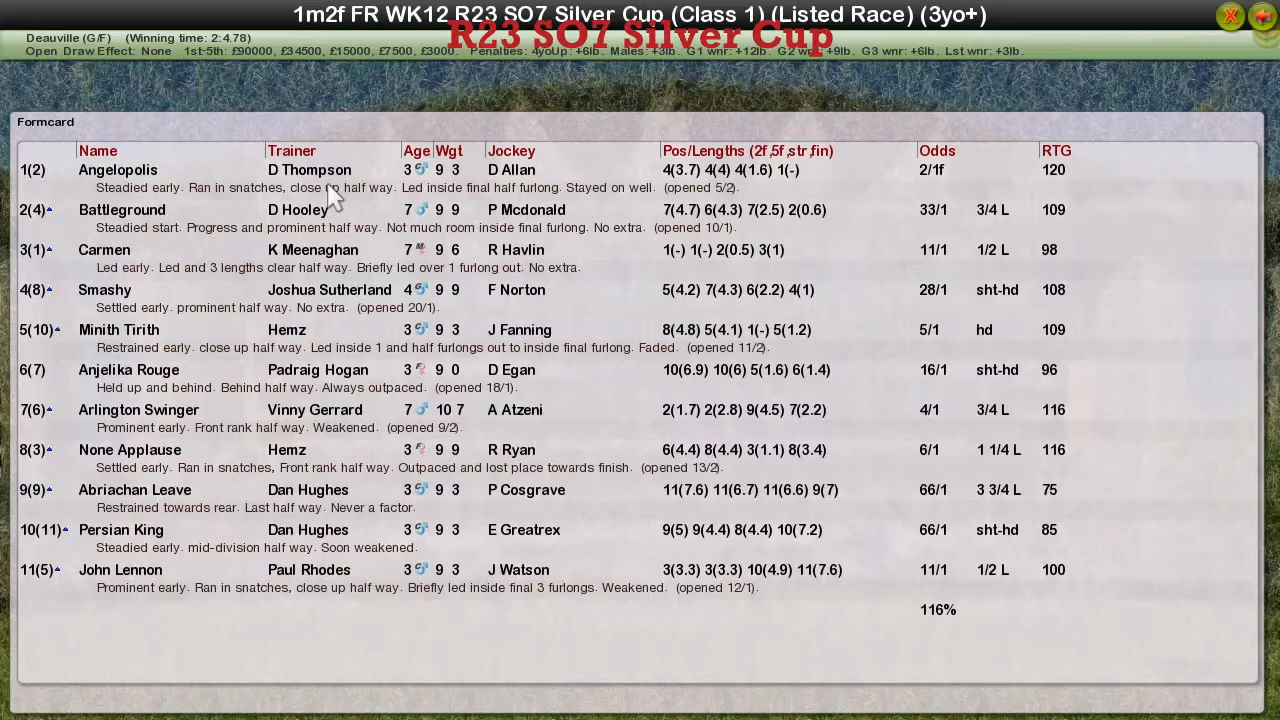 1m2f FR WK12 R23 SO7 Silver Cup (Class 1) (Listed Race) (3yo+)
R23 SO7 Silver Cup
Deauville (G/F) (Winning time: 2:4.78)
Open Draw Effect: None 1st-5th: £90000, £34500, £15000, £7500, £3000. Penalties: 4yoUp: +6lb. Males: +3lb. G1 wnr: +12lb. G2 wnr: +9lb. G3 wnr: +6lb. Lst wnr: +3lb.
Formcard
Name Trainer Age Wgt Jockey Pos/Lengths (2f,5f,str,fin) Odds RTG
1(2) Angelopolis D Thompson 3 9 3 D Allan 4(3.7) 4(4) 4(1.6) 1(-) 2/1f 120
Steadied early. Ran in snatches, close up half way. Led inside final half furlong. Stayed on well. (opened 5/2).
2(4) Battleground D Hooley 7 9 9 P Mcdonald 7(4.7) 6(4.3) 7(2.5) 2(0.6) 33/1 3/4 L 109
Steadied start. Progress and prominent half way. Not much room inside final furlong. No extra. (opened 10/1).
3(1) Carmen K Meenaghan 7 9 6 R Havlin 1(-) 1(-) 2(0.5) 3(1) 11/1 1/2 L 98
Led early. Led and 3 lengths clear half way. Briefly led over 1 furlong out. No extra.
4(8) Smashy Joshua Sutherland 4 9 9 F Norton 5(4.2) 7(4.3) 6(2.2) 4(1) 28/1 sht-hd 108
Settled early. prominent half way. No extra. (opened 20/1).
5(10) Minith Tirith Hemz 3 9 3 J Fanning 8(4.8) 5(4.1) 1(-) 5(1.2) 5/1 hd 109
Restrained early. close up half way. Led inside 1 and half furlongs out to inside final furlong. Faded. (opened 11/2).
6(7) Anjelika Rouge Padraig Hogan 3 9 0 D Egan 10(6.9) 10(6) 5(1.6) 6(1.4) 16/1 sht-hd 96
Held up and behind. Behind half way. Always outpaced. (opened 18/1).
7(6) Arlington Swinger Vinny Gerrard 7 10 7 A Atzeni 2(1.7) 2(2.8) 9(4.5) 7(2.2) 4/1 3/4 L 116
Prominent early. Front rank half way. Weakened. (opened 9/2).
8(3) None Applause Hemz 3 9 9 R Ryan 6(4.4) 8(4.4) 3(1.1) 8(3.4) 6/1 1 1/4 L 116
Settled early. Ran in snatches, Front rank half way. Outpaced and lost place towards finish. (opened 13/2).
9(9) Abriachan Leave Dan Hughes 3 9 3 P Cosgrave 11(7.6) 11(6.7) 11(6.6) 9(7) 66/1 3 3/4 L 75
Restrained towards rear. Last half way. Never a factor.
10(11) Persian King Dan Hughes 3 9 3 E Greatrex 9(5) 9(4.4) 8(4.4) 10(7.2) 66/1 sht-hd 85
Steadied early. mid-division half way. Soon weakened.
11(5) John Lennon Paul Rhodes 3 9 3 J Watson 3(3.3) 3(3.3) 10(4.9) 11(7.6) 11/1 1/2 L 100
Prominent early. Ran in snatches, close up half way. Briefly led inside final 3 furlongs. Weakened. (opened 12/1).
116%